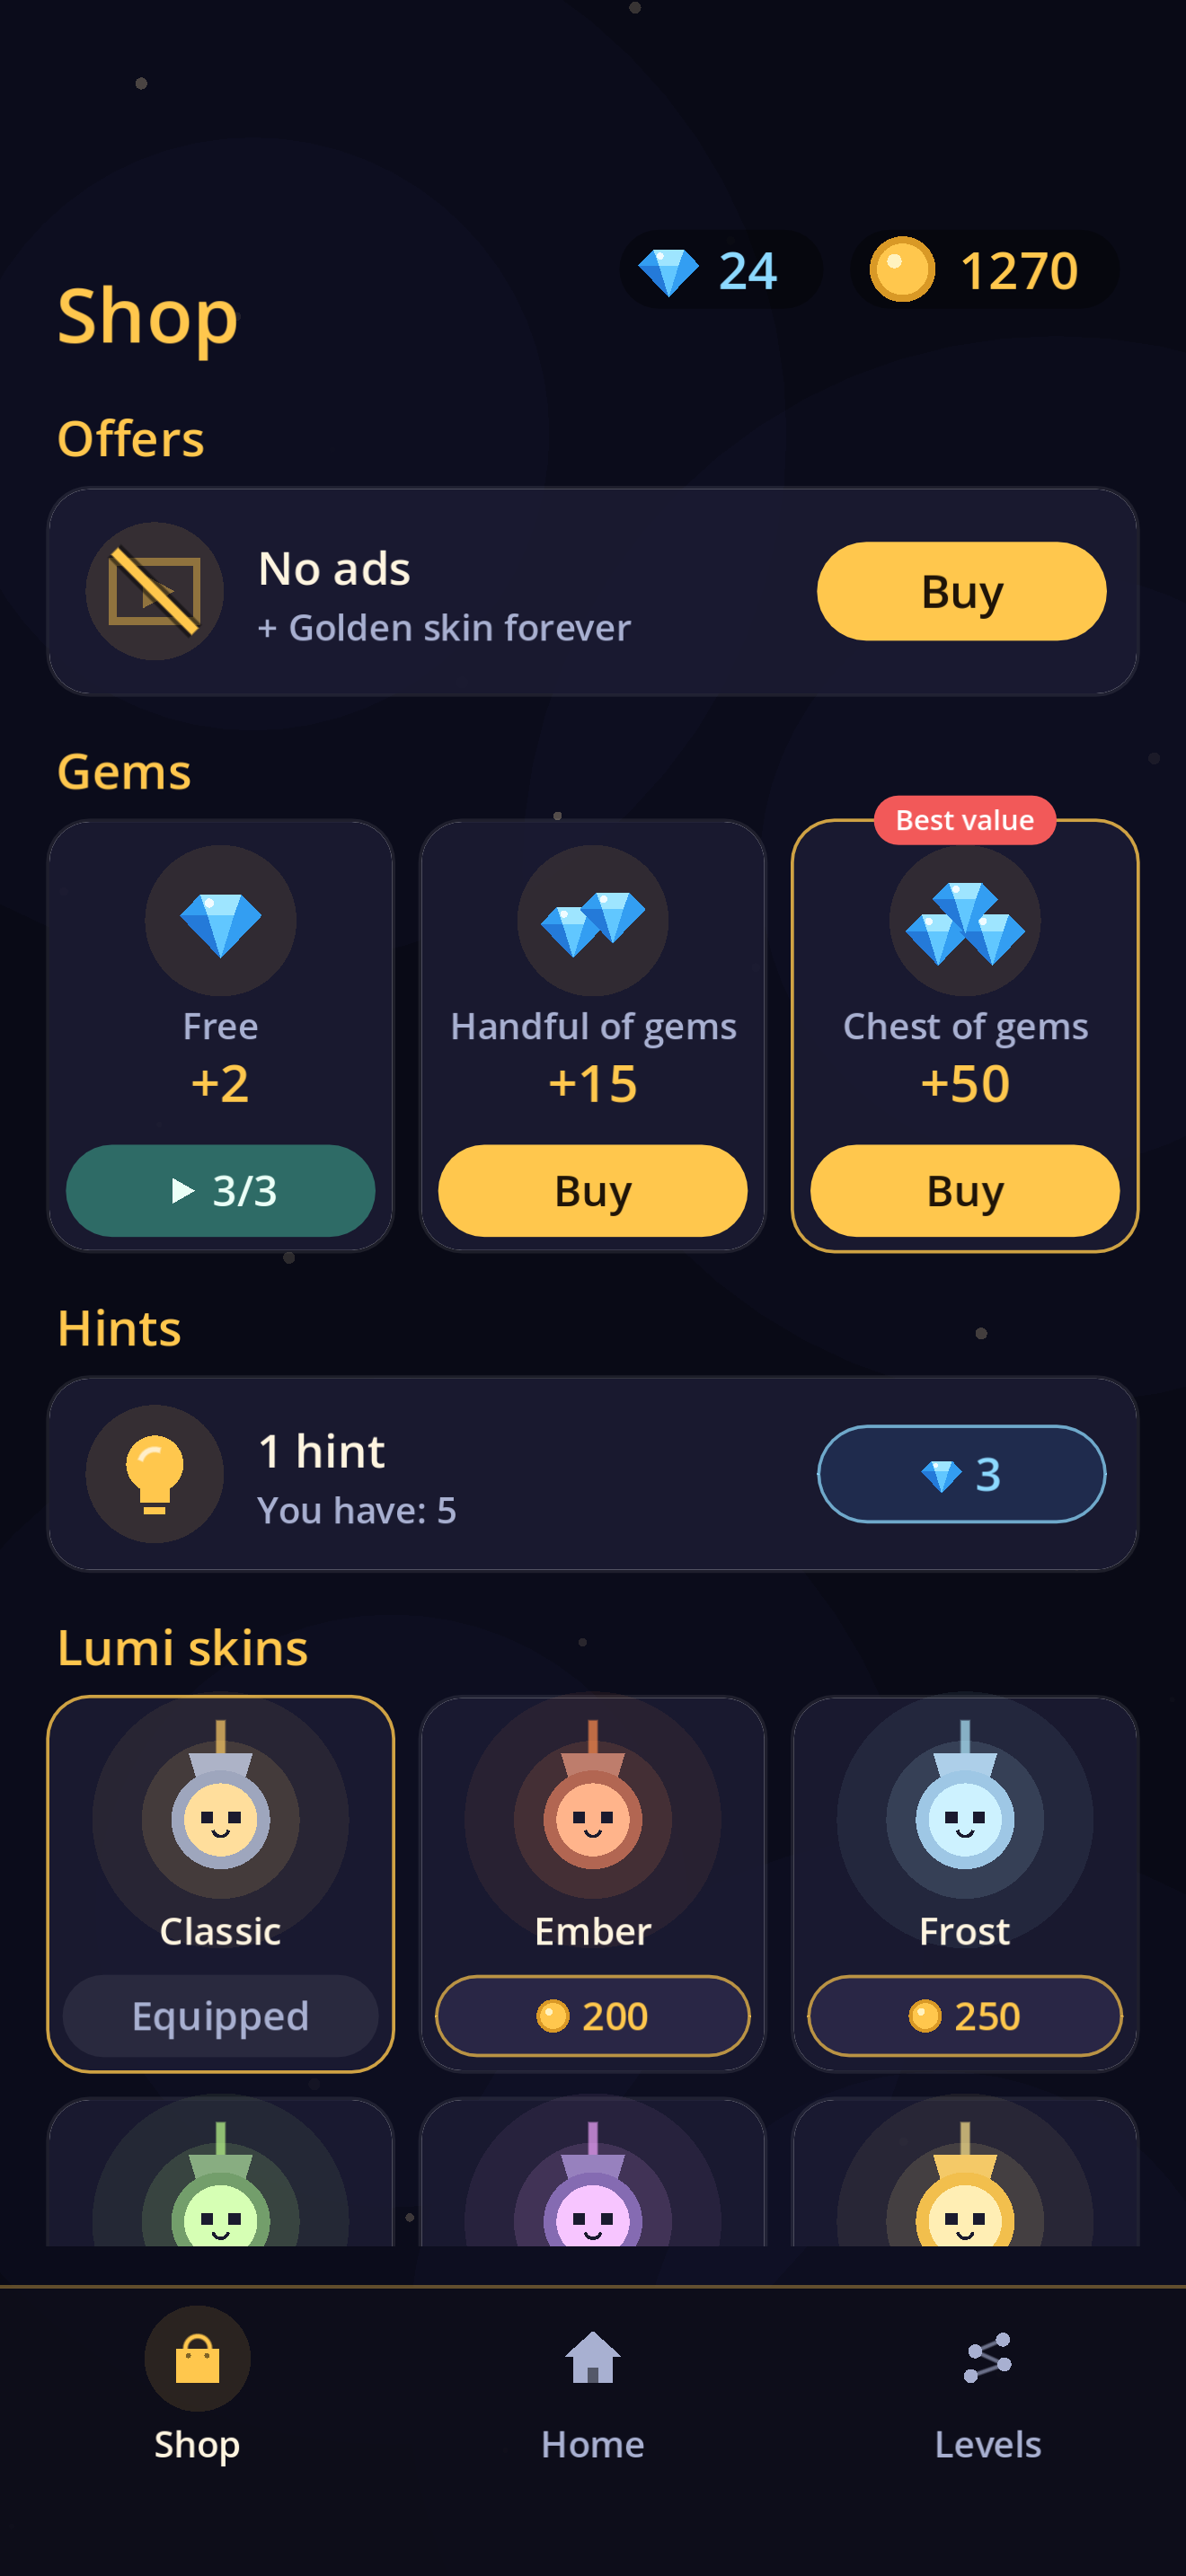 24 1270
Shop
Offers
No ads
+ Golden skin forever
Buy
Gems
Best value
Free
+2
3/3
Handful of gems
+15
Buy
Chest of gems
+50
Buy
Hints
1 hint
You have: 5
3
Lumi skins
Classic
Equipped
Ember
200
Frost
250
Shop
Home
Levels